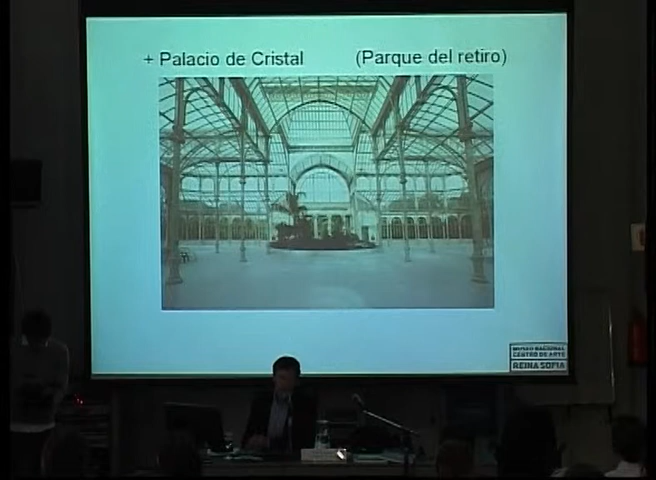 + Palacio de Cristal (Parque del retiro)
MUSEO NACIONAL
CENTRO DE ARTE
REINA SOFIA